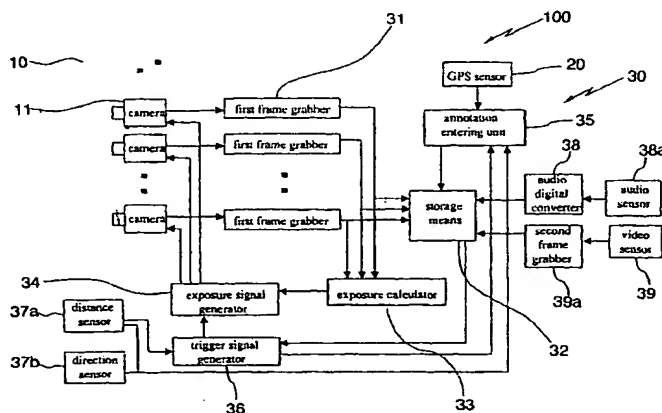 100
31
10
GPS sensor
20
30
11
camera
first frame grabber
annotation
entering unit
35
38
38a
camera
first frame grabber
audio
digital
converter
audio sensor
storage
means
camera
first frame grabber
second
frame
grabber
video
sensor
34
exposure signal
generator
exposure calculator
39a
39
37a
distance
sensor
32
37b
direction
sensor
trigger signal
generator
33
36